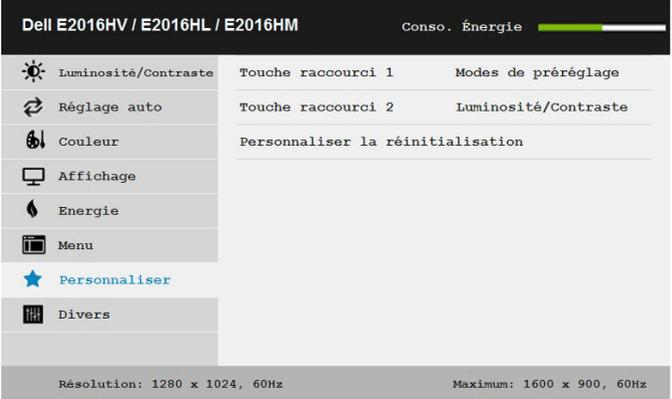 Dell E2016HV / E2016HL / E2016HM Conso. Énergie
Luminosité/Contraste Touche raccourci 1 Modes de préréglage
Réglage auto Touche raccourci 2 Luminosité/Contraste
Couleur Personnaliser la réinitialisation
Affichage
Energie
Menu
Personnaliser
Divers
Résolution: 1280 x 1024, 60Hz Maximum: 1600 x 900, 60Hz